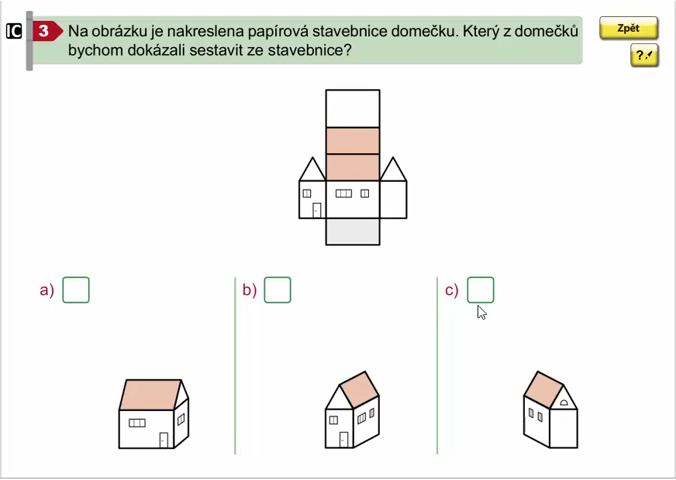 IC
3 Na obrázku je nakreslena papírová stavebnice domečku. Který z domečků
bychom dokázali sestavit ze stavebnice?
Zpět
?
a)
b)
c)